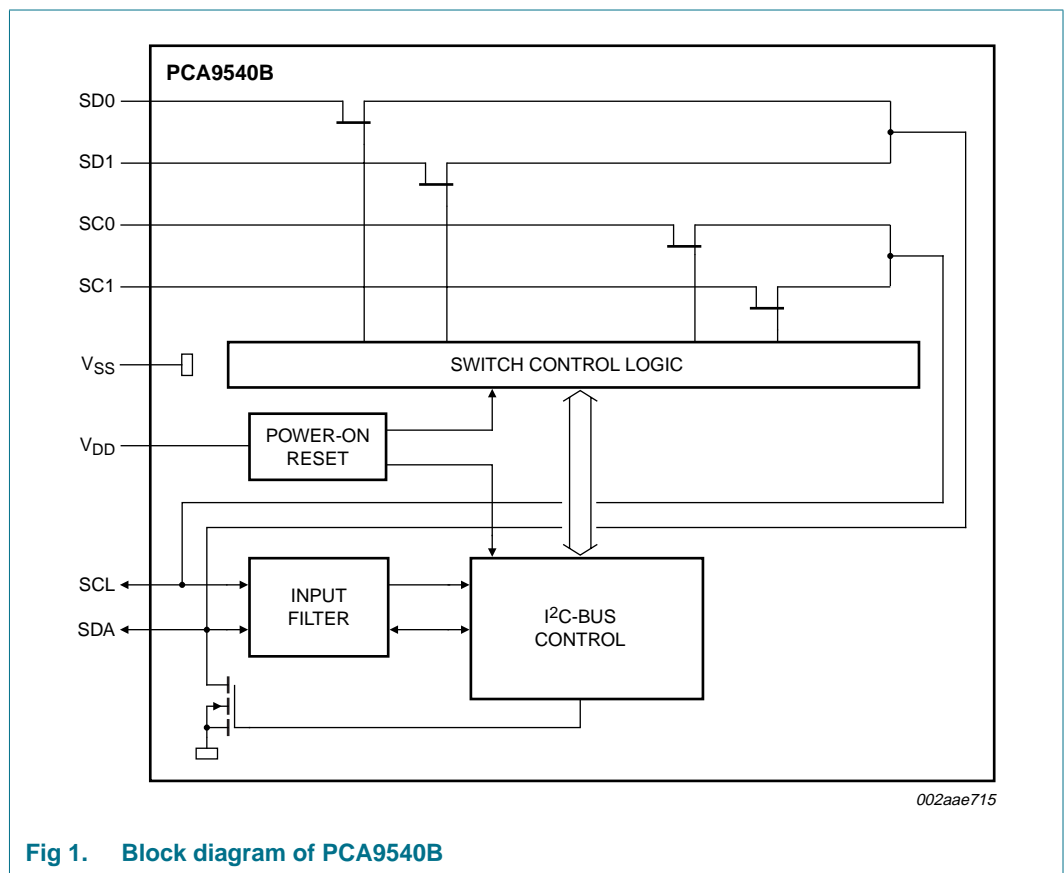 PCA9540B
SD0
SD1
SC0
SC1
VSS
SWITCH CONTROL LOGIC
VDD
POWER-ON
RESET
SCL
SDA
INPUT
FILTER
I2C-BUS
CONTROL
002aae715
Fig 1. Block diagram of PCA9540B